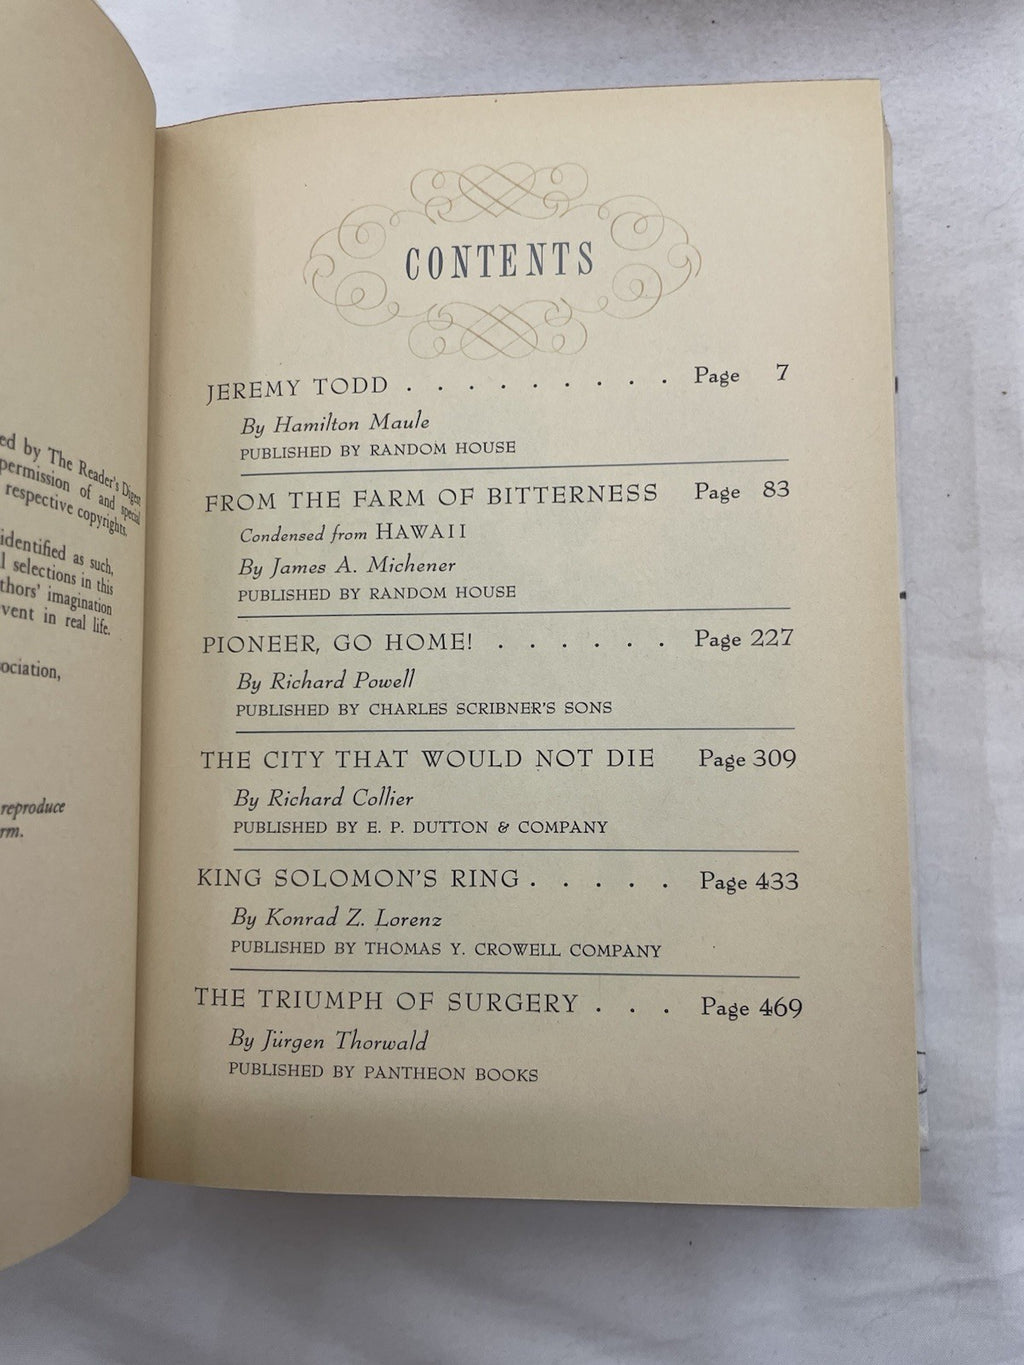 ed by The Reader's Digest
permission of and special
respective copyrights.
identified as such,
l selections in this
thors' imagination
vent in real life.
ociation,
reproduce
rm.
CONTENTS
JEREMY TODD . . . . . . . . . Page 7
By Hamilton Maule
PUBLISHED BY RANDOM HOUSE
FROM THE FARM OF BITTERNESS Page 83
Condensed from HAWAII
By James A. Michener
PUBLISHED BY RANDOM HOUSE
PIONEER, GO HOME! . . . . . . Page 227
By Richard Powell
PUBLISHED BY CHARLES SCRIBNER'S SONS
THE CITY THAT WOULD NOT DIE Page 309
By Richard Collier
PUBLISHED BY E. P. DUTTON & COMPANY
KING SOLOMON'S RING . . . . . Page 433
By Konrad Z. Lorenz
PUBLISHED BY THOMAS Y. CROWELL COMPANY
THE TRIUMPH OF SURGERY . . . Page 469
By Jürgen Thorwald
PUBLISHED BY PANTHEON BOOKS